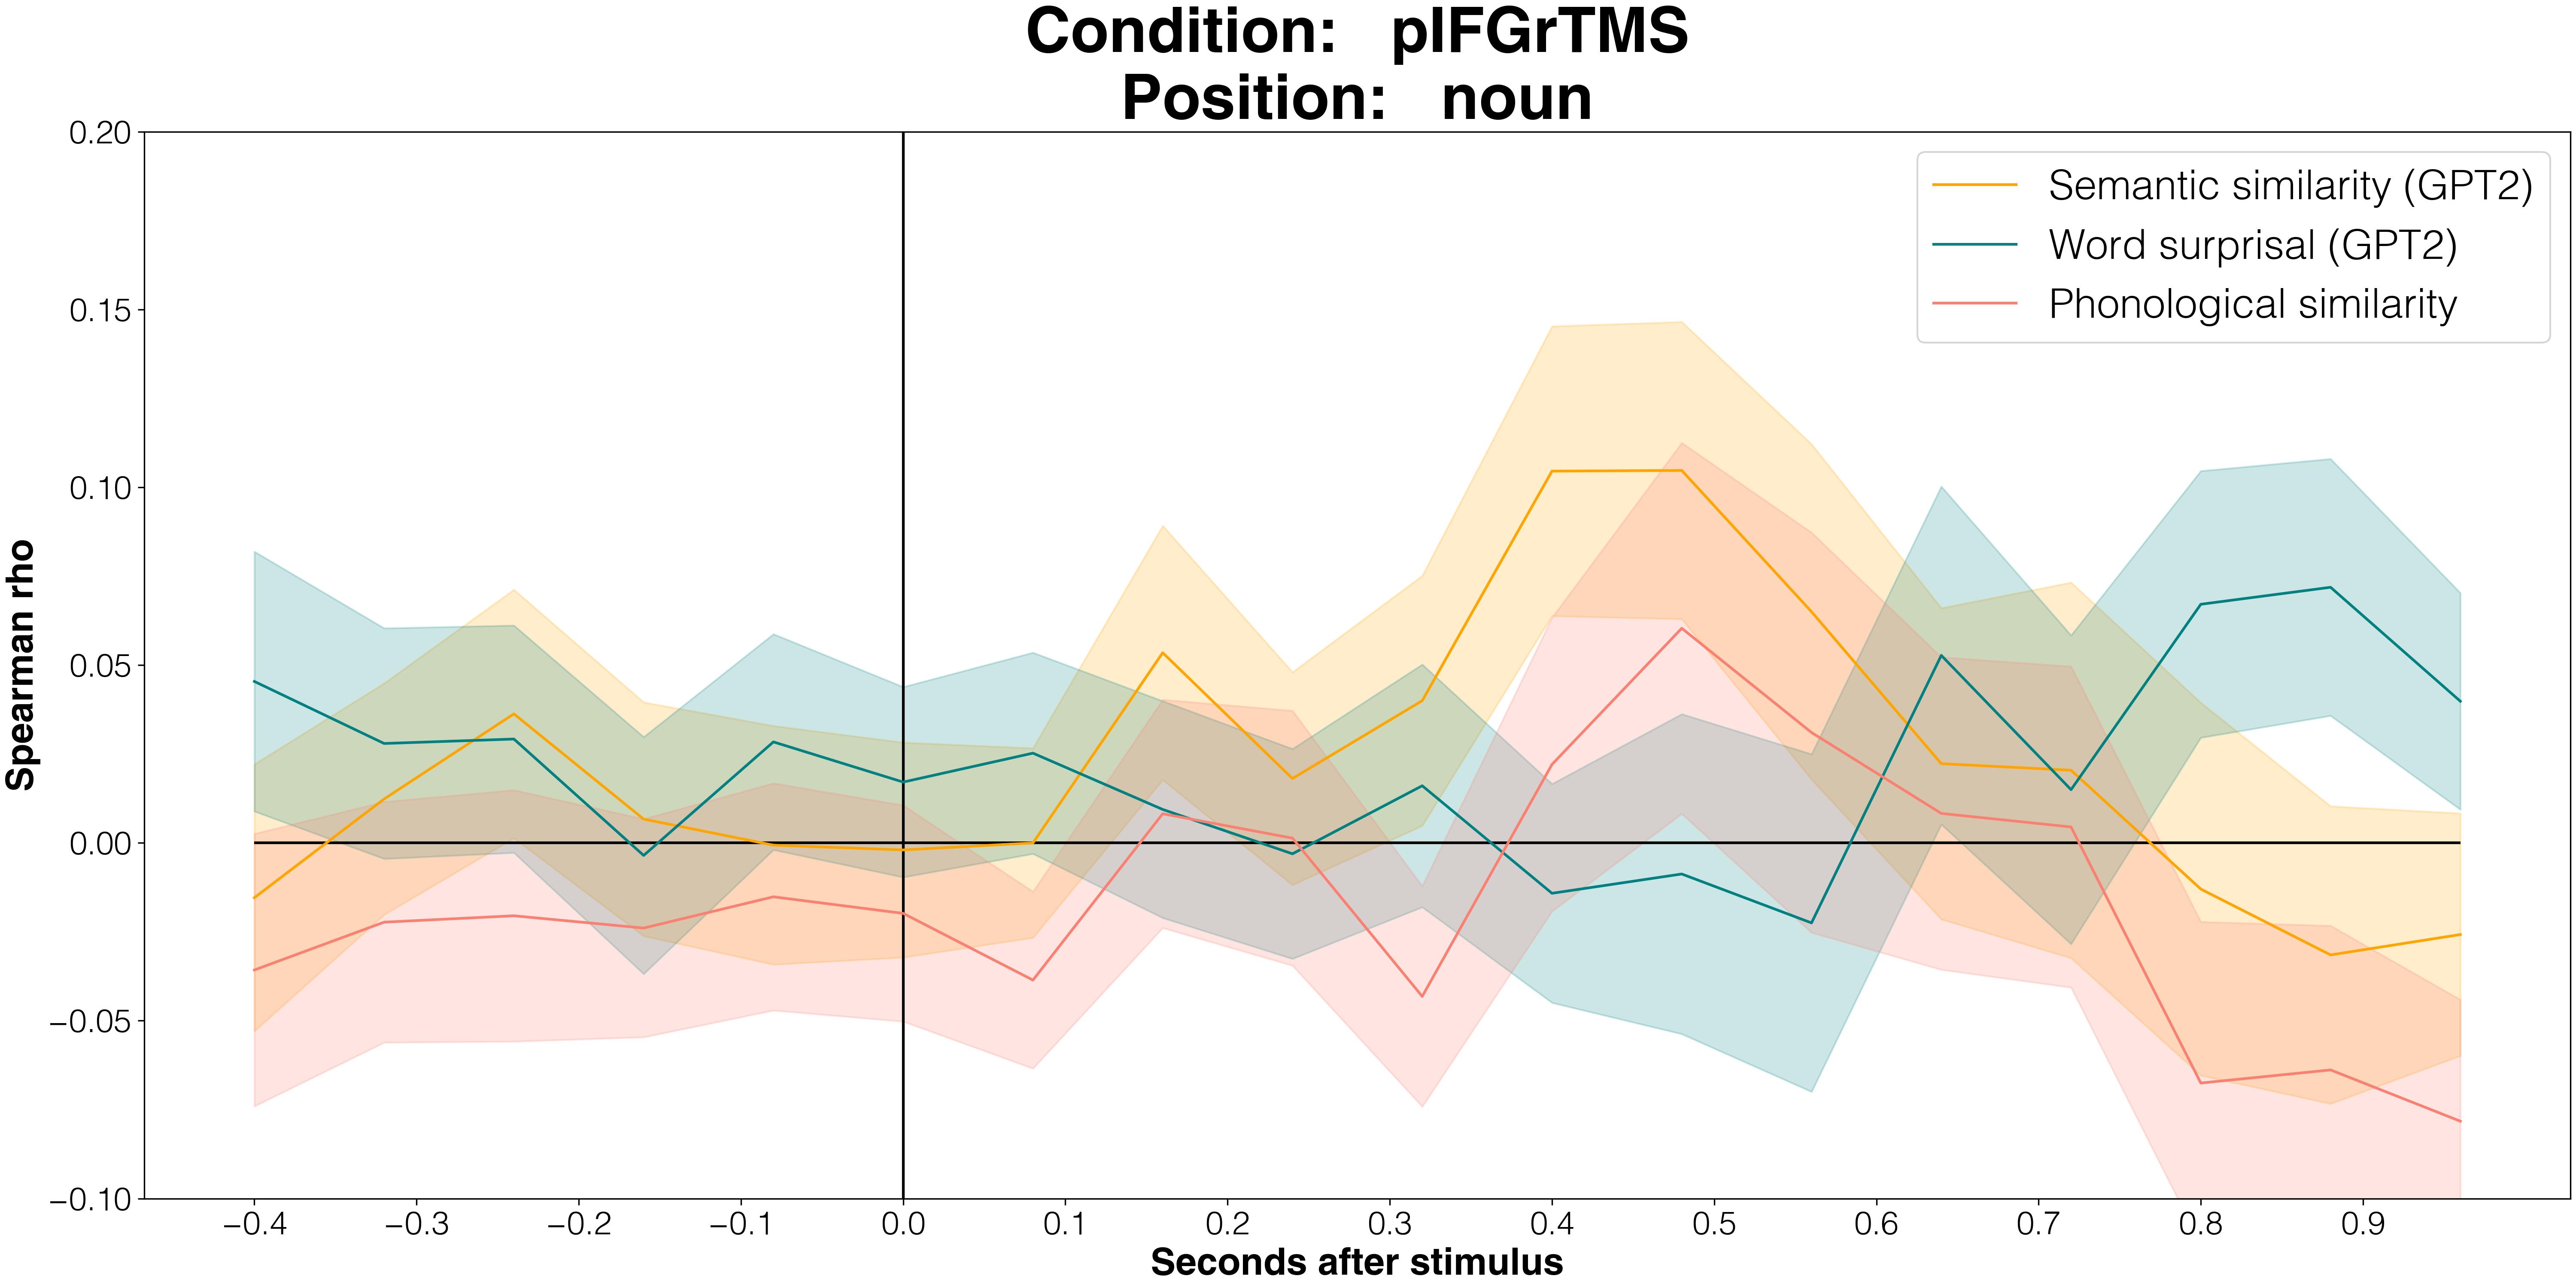 Condition: pIFGrTMS
Position: noun
0.20
0.15
0.10
0.05
0.00
−0.05
−0.10
Spearman rho
Semantic similarity (GPT2)
Word surprisal (GPT2)
Phonological similarity
−0.4 −0.3 −0.2 −0.1 0.0 0.1 0.2 0.3 0.4 0.5 0.6 0.7 0.8 0.9
Seconds after stimulus